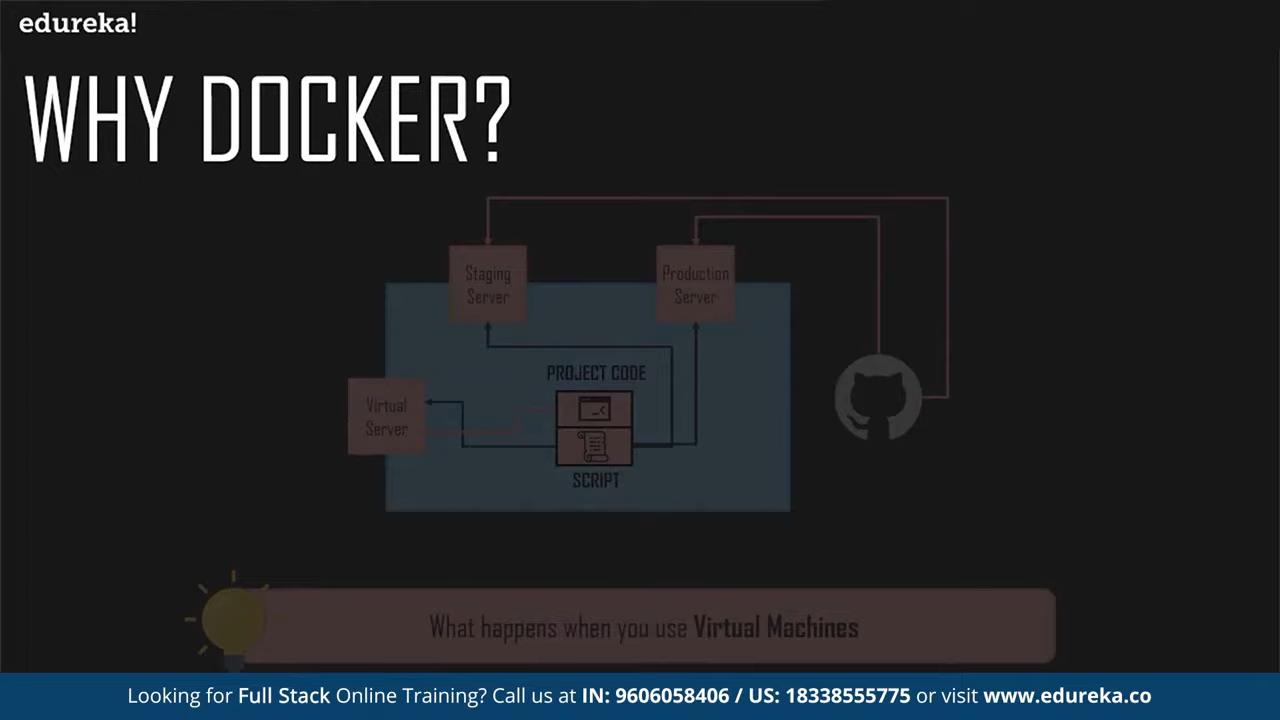 edureka!
WHY DOCKER?
Staging
Server
Production
Server
PROJECT CODE
Virtual
Server
SCRIPT
What happens when you use Virtual Machines
Looking for Full Stack Online Training? Call us at IN: 9606058406 / US: 18338555775 or visit www.edureka.co